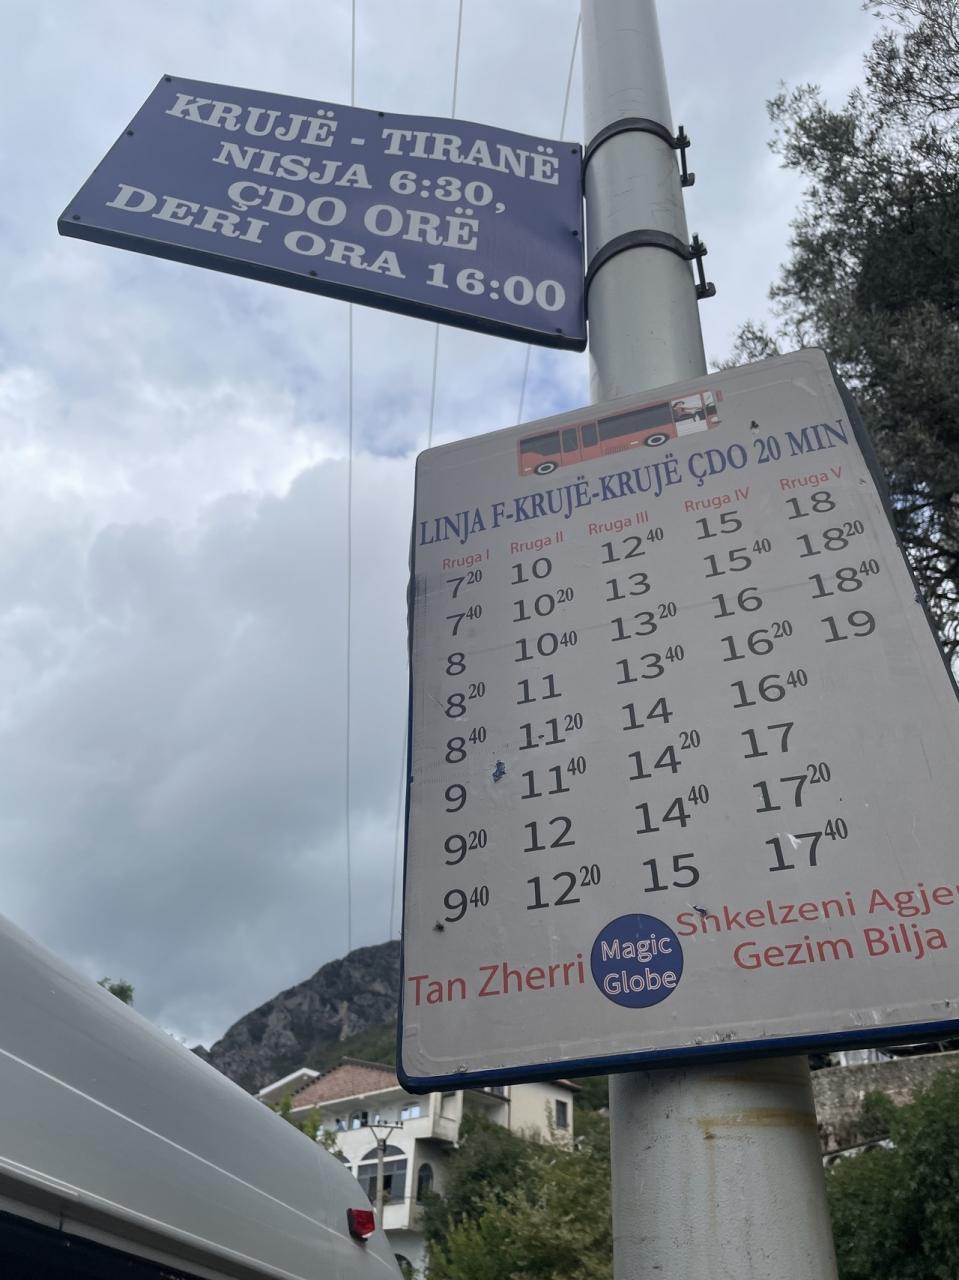 KRUJË - TIRANË
NISJA 6:30,
ÇDO ORË
DERI ORA 16:00
LINJA F-KRUJË-KRUJË ÇDO 20 MIN
Rruga I Rruga II Rruga III Rruga IV Rruga V
7²⁰ 10 12⁴⁰ 15 18
7⁴⁰ 10²⁰ 13 15⁴⁰ 18²⁰
8 10⁴⁰ 13²⁰ 16 18⁴⁰
8²⁰ 11 13⁴⁰ 16²⁰ 19
8⁴⁰ 11²⁰ 14 16⁴⁰
9 11⁴⁰ 14²⁰ 17
9²⁰ 12 14⁴⁰ 17²⁰
9⁴⁰ 12²⁰ 15 17⁴⁰
Tan Zherri
Magic
Globe
Shkelzeni Agje
Gezim Bilja